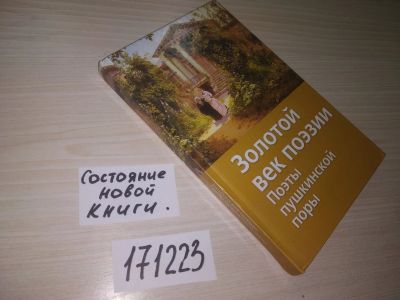 Золотой
век поэзии
Поэты
пушкинской
поры
Состояние
новой
книги.
171223